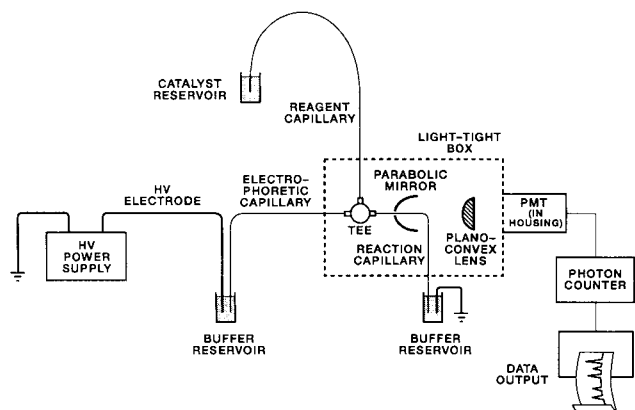 CATALYST
RESERVOIR
REAGENT
CAPILLARY
LIGHT-TIGHT
BOX
ELECTRO-
PHORETIC
CAPILLARY
PARABOLIC
MIRROR
HV
ELECTRODE
TEE
PMT
(IN
HOUSING)
HV
POWER
SUPPLY
REACTION
CAPILLARY
PLANO-
CONVEX
LENS
PHOTON
COUNTER
BUFFER
RESERVOIR
BUFFER
RESERVOIR
DATA
OUTPUT